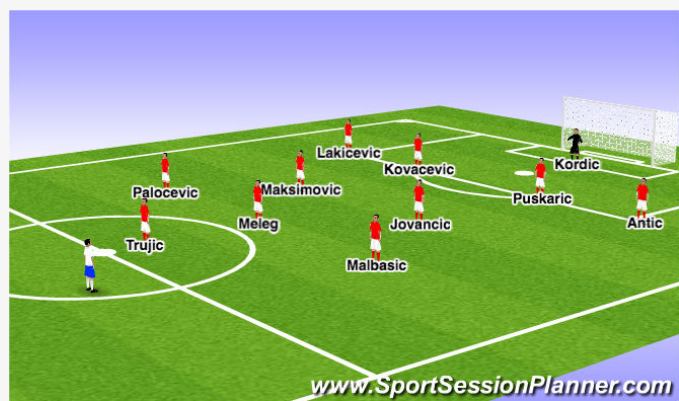 Lakicevic
Kovacevic
Kordic
Palocevic
Maksimovic
Puskaric
Antic
Trujic
Meleg
Jovancic
Malbasic
www.SportSessionPlanner.com